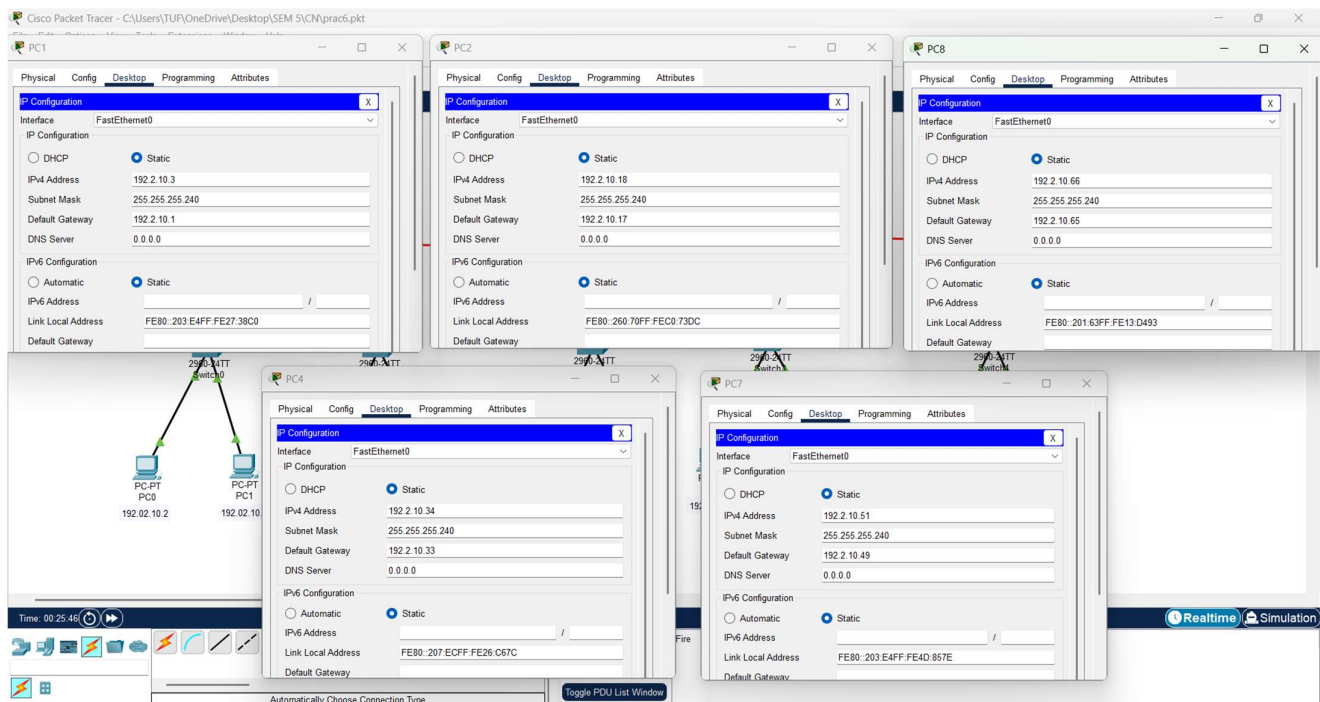 Cisco Packet Tracer - C:\Users\TUF\OneDrive\Desktop\SEM 5\CN\prac6.pkt
PC1
Physical Config Desktop Programming Attributes
IP Configuration X
Interface FastEthernet0
IP Configuration
DHCP Static
IPv4 Address 192.2.10.3
Subnet Mask 255.255.255.240
Default Gateway 192.2.10.1
DNS Server 0.0.0.0
IPv6 Configuration
Automatic Static
IPv6 Address /
Link Local Address FE80::203:E4FF:FE27:38C0
Default Gateway
PC2
Physical Config Desktop Programming Attributes
IP Configuration X
Interface FastEthernet0
IP Configuration
DHCP Static
IPv4 Address 192.2.10.18
Subnet Mask 255.255.255.240
Default Gateway 192.2.10.17
DNS Server 0.0.0.0
IPv6 Configuration
Automatic Static
IPv6 Address /
Link Local Address FE80::260:70FF:FEC0:73DC
Default Gateway
PC8
Physical Config Desktop Programming Attributes
IP Configuration X
Interface FastEthernet0
IP Configuration
DHCP Static
IPv4 Address 192.2.10.66
Subnet Mask 255.255.255.240
Default Gateway 192.2.10.65
DNS Server 0.0.0.0
IPv6 Configuration
Automatic Static
IPv6 Address /
Link Local Address FE80::201:63FF:FE13:D493
Default Gateway
2960-24TT 2960-24TT 2960-24TT 2960-24TT 2960-24TT
Switch0
PC-PT
PC0
192.02.10.2
PC-PT
PC1
192.02.10.
PC4
Physical Config Desktop Programming Attributes
IP Configuration X
Interface FastEthernet0
IP Configuration
DHCP Static
IPv4 Address 192.2.10.34
Subnet Mask 255.255.255.240
Default Gateway 192.2.10.33
DNS Server 0.0.0.0
IPv6 Configuration
Automatic Static
IPv6 Address /
Link Local Address FE80::207:ECFF:FE26:C67C
Default Gateway
PC7
Physical Config Desktop Programming Attributes
IP Configuration X
Interface FastEthernet0
IP Configuration
DHCP Static
IPv4 Address 192.2.10.51
Subnet Mask 255.255.255.240
Default Gateway 192.2.10.49
DNS Server 0.0.0.0
IPv6 Configuration
Automatic Static
IPv6 Address /
Link Local Address FE80::203:E4FF:FE4D:857E
Default Gateway
Time: 00:25:46
Realtime Simulation
Fire
Automatically Choose Connection Type
Toggle PDU List Window